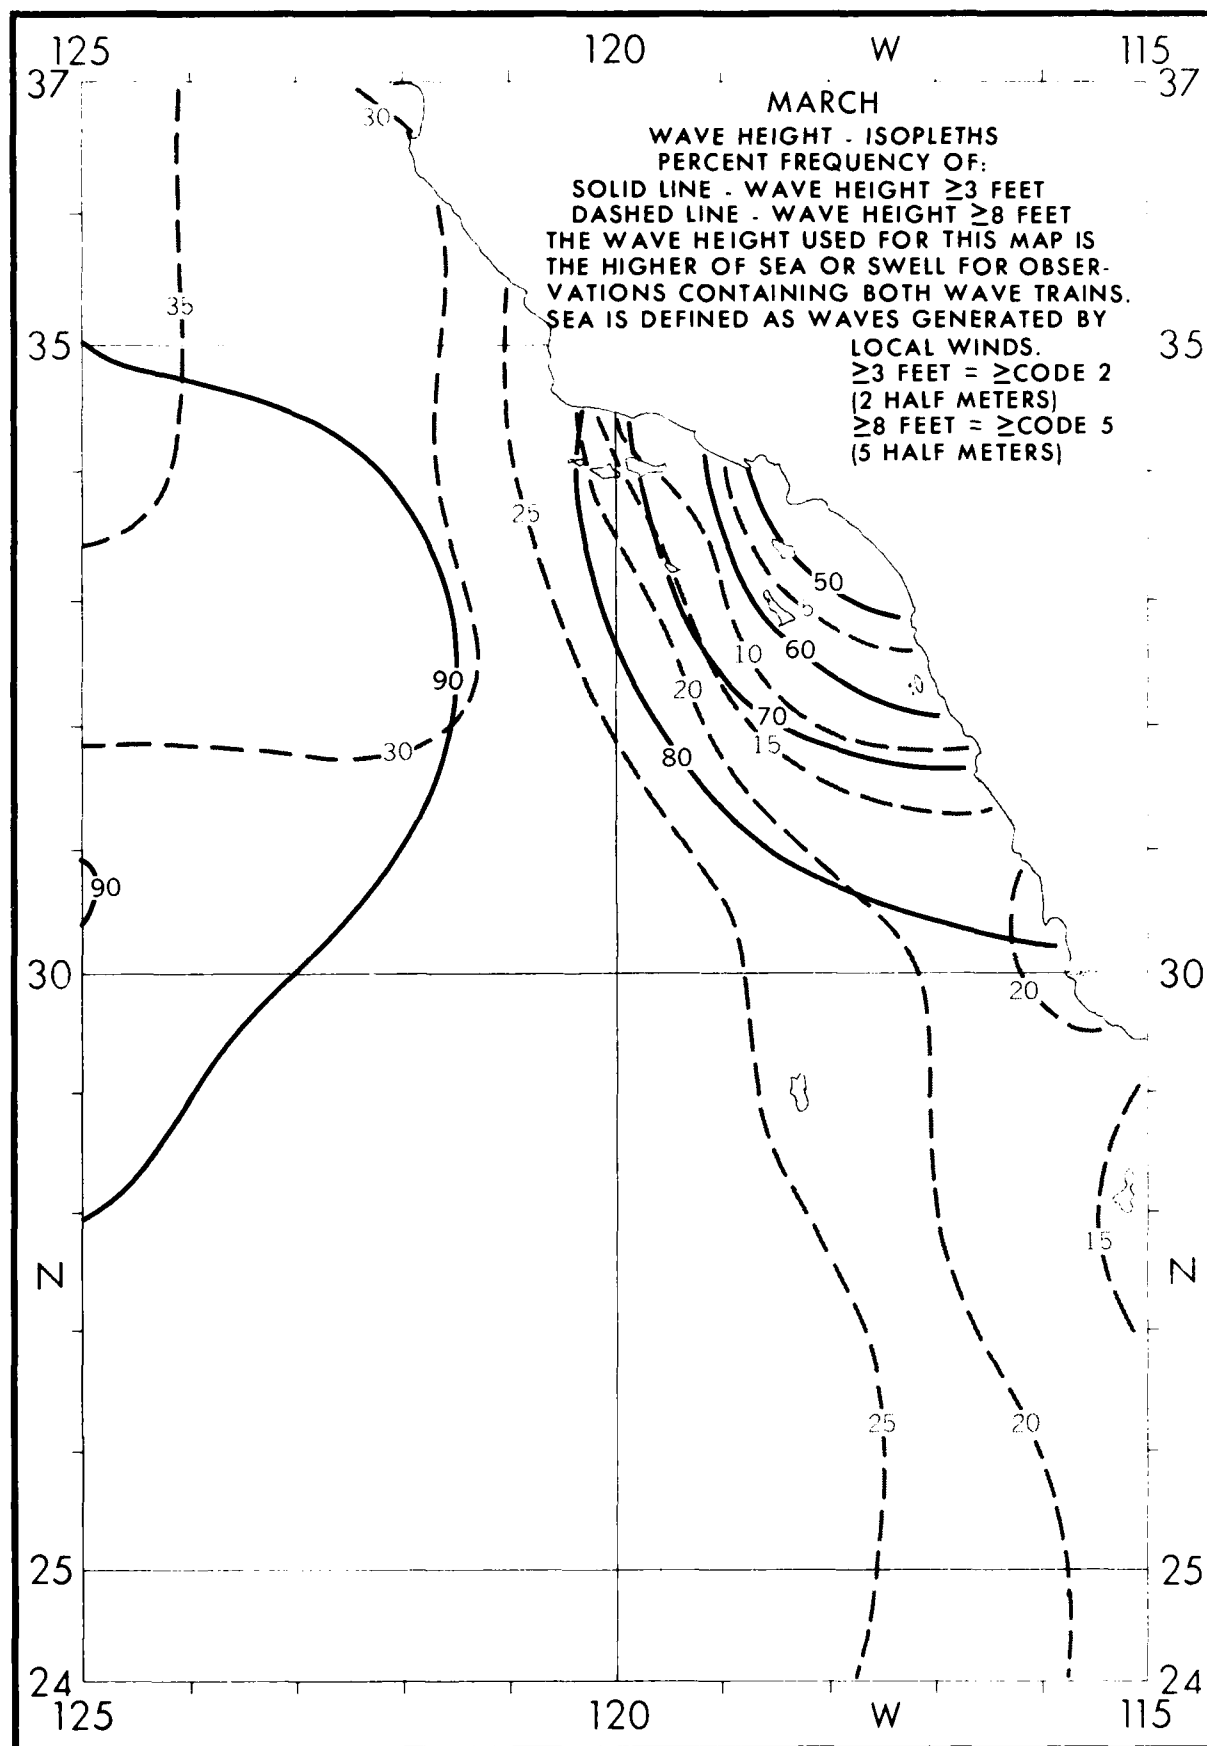 125 120 W 115
37 37
MARCH
WAVE HEIGHT - ISOPLETHS
PERCENT FREQUENCY OF:
SOLID LINE - WAVE HEIGHT ≥3 FEET
DASHED LINE - WAVE HEIGHT ≥8 FEET
THE WAVE HEIGHT USED FOR THIS MAP IS
THE HIGHER OF SEA OR SWELL FOR OBSER-
VATIONS CONTAINING BOTH WAVE TRAINS.
SEA IS DEFINED AS WAVES GENERATED BY
LOCAL WINDS.
≥3 FEET = ≥CODE 2
(2 HALF METERS)
≥8 FEET = ≥CODE 5
(5 HALF METERS)
30
35
35 35
25
50
5
60
10
90
20
70
15
30
80
90
30 30
20
15
N N
25
20
25 25
24 24
125 120 W 115